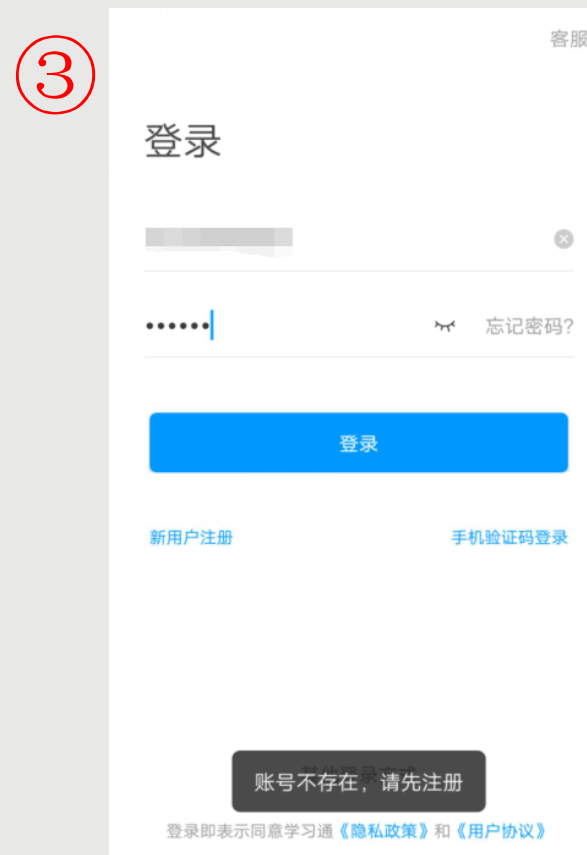 ③
客服
登录
••••••
忘记密码?
登录
新用户注册
手机验证码登录
账号不存在，请先注册
登录即表示同意学习通《隐私政策》和《用户协议》